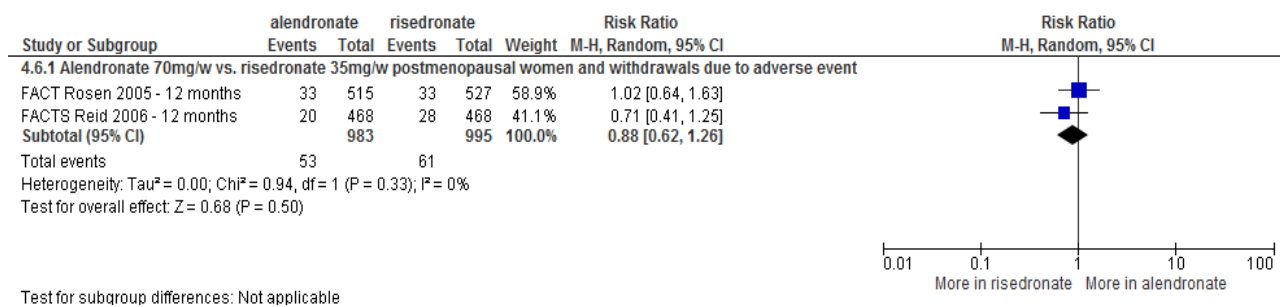 alendronate risedronate Risk Ratio Risk Ratio
Study or Subgroup Events Total Events Total Weight M-H, Random, 95% CI M-H, Random, 95% CI
4.6.1 Alendronate 70mg/w vs. risedronate 35mg/w postmenopausal women and withdrawals due to adverse event
FACT Rosen 2005 - 12 months 33 515 33 527 58.9% 1.02 [0.64, 1.63]
FACTS Reid 2006 - 12 months 20 468 28 468 41.1% 0.71 [0.41, 1.25]
Subtotal (95% CI) 983 995 100.0% 0.88 [0.62, 1.26]
Total events 53 61
Heterogeneity: Tau² = 0.00; Chi² = 0.94, df = 1 (P = 0.33); I² = 0%
Test for overall effect: Z = 0.68 (P = 0.50)
0.01 0.1 1 10 100
More in risedronate More in alendronate
Test for subgroup differences: Not applicable